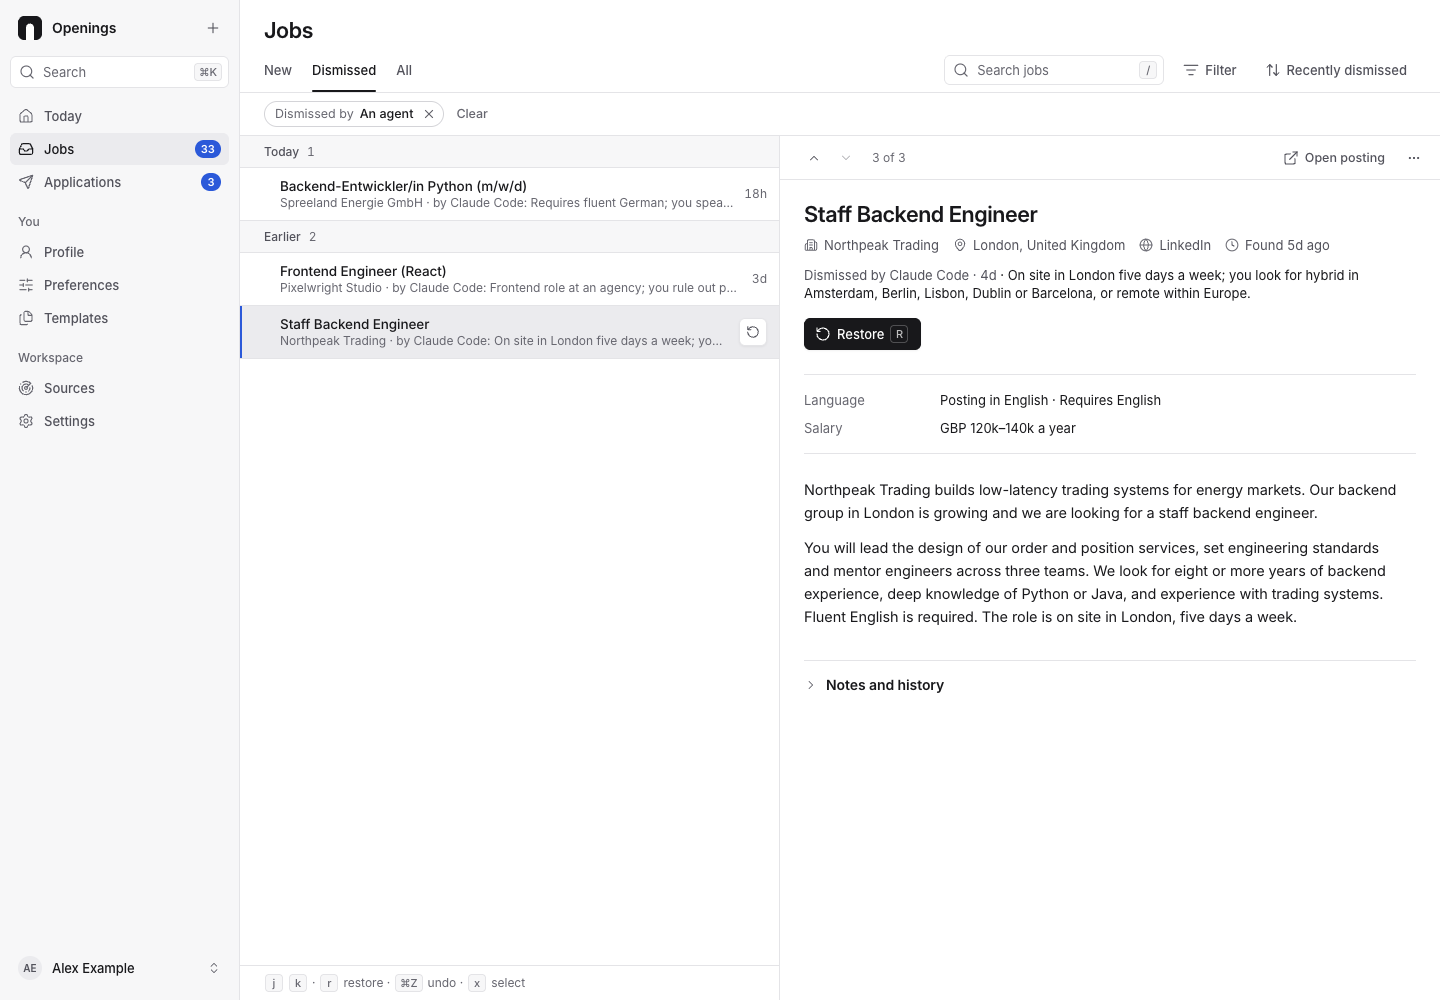 Openings
Search ⌘K
Today
Jobs 33
Applications 3
You
Profile
Preferences
Templates
Workspace
Sources
Settings
AE Alex Example
Jobs
New Dismissed All
Search jobs /
Filter
Recently dismissed
Dismissed by An agent
Clear
Today 1
Backend-Entwickler/in Python (m/w/d)
Spreeland Energie GmbH · by Claude Code: Requires fluent German; you spea…
18h
Earlier 2
Frontend Engineer (React)
Pixelwright Studio · by Claude Code: Frontend role at an agency; you rule out p…
3d
Staff Backend Engineer
Northpeak Trading · by Claude Code: On site in London five days a week; yo…
j k · r restore · ⌘Z undo · x select
3 of 3
Open posting
Staff Backend Engineer
Northpeak Trading London, United Kingdom LinkedIn Found 5d ago
Dismissed by Claude Code · 4d · On site in London five days a week; you look for hybrid in
Amsterdam, Berlin, Lisbon, Dublin or Barcelona, or remote within Europe.
Restore R
Language Posting in English · Requires English
Salary GBP 120k–140k a year
Northpeak Trading builds low-latency trading systems for energy markets. Our backend
group in London is growing and we are looking for a staff backend engineer.
You will lead the design of our order and position services, set engineering standards
and mentor engineers across three teams. We look for eight or more years of backend
experience, deep knowledge of Python or Java, and experience with trading systems.
Fluent English is required. The role is on site in London, five days a week.
Notes and history